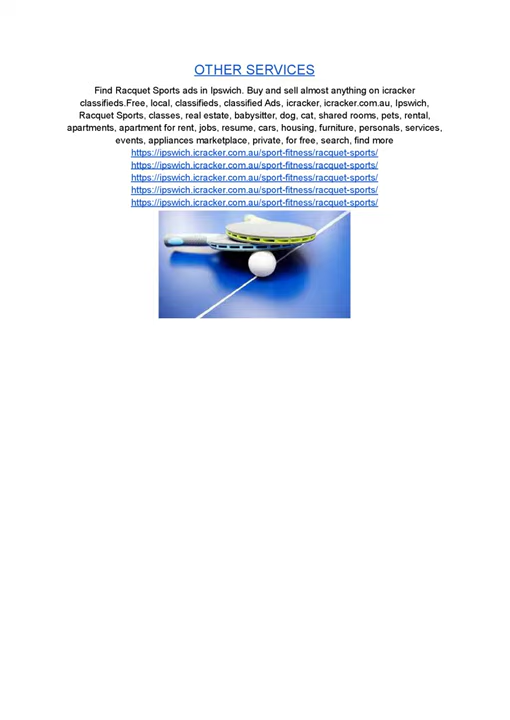 OTHER SERVICES
Find Racquet Sports ads in Ipswich. Buy and sell almost anything on icracker
classifieds.Free, local, classifieds, classified Ads, icracker, icracker.com.au, Ipswich,
Racquet Sports, classes, real estate, babysitter, dog, cat, shared rooms, pets, rental,
apartments, apartment for rent, jobs, resume, cars, housing, furniture, personals, services,
events, appliances marketplace, private, for free, search, find more
https://ipswich.icracker.com.au/sport-fitness/racquet-sports/
https://ipswich.icracker.com.au/sport-fitness/racquet-sports/
https://ipswich.icracker.com.au/sport-fitness/racquet-sports/
https://ipswich.icracker.com.au/sport-fitness/racquet-sports/
https://ipswich.icracker.com.au/sport-fitness/racquet-sports/